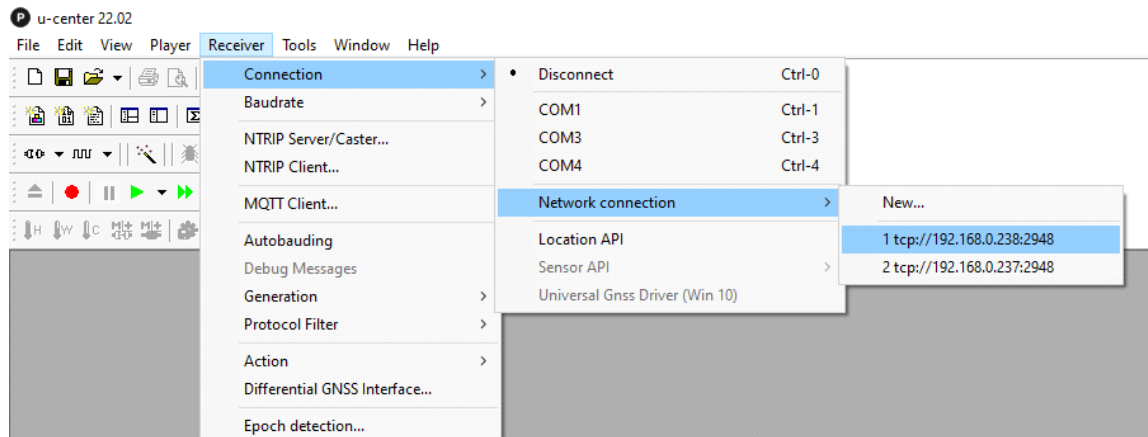 u-center 22.02
File Edit View Player Receiver Tools Window Help
Connection
Baudrate
NTRIP Server/Caster...
NTRIP Client...
MQTT Client...
Autobauding
Debug Messages
Generation
Protocol Filter
Action
Differential GNSS Interface...
Epoch detection...
Disconnect Ctrl-0
COM1 Ctrl-1
COM3 Ctrl-3
COM4 Ctrl-4
Network connection
Location API
Sensor API
Universal Gnss Driver (Win 10)
New...
1 tcp://192.168.0.238:2948
2 tcp://192.168.0.237:2948
H W C